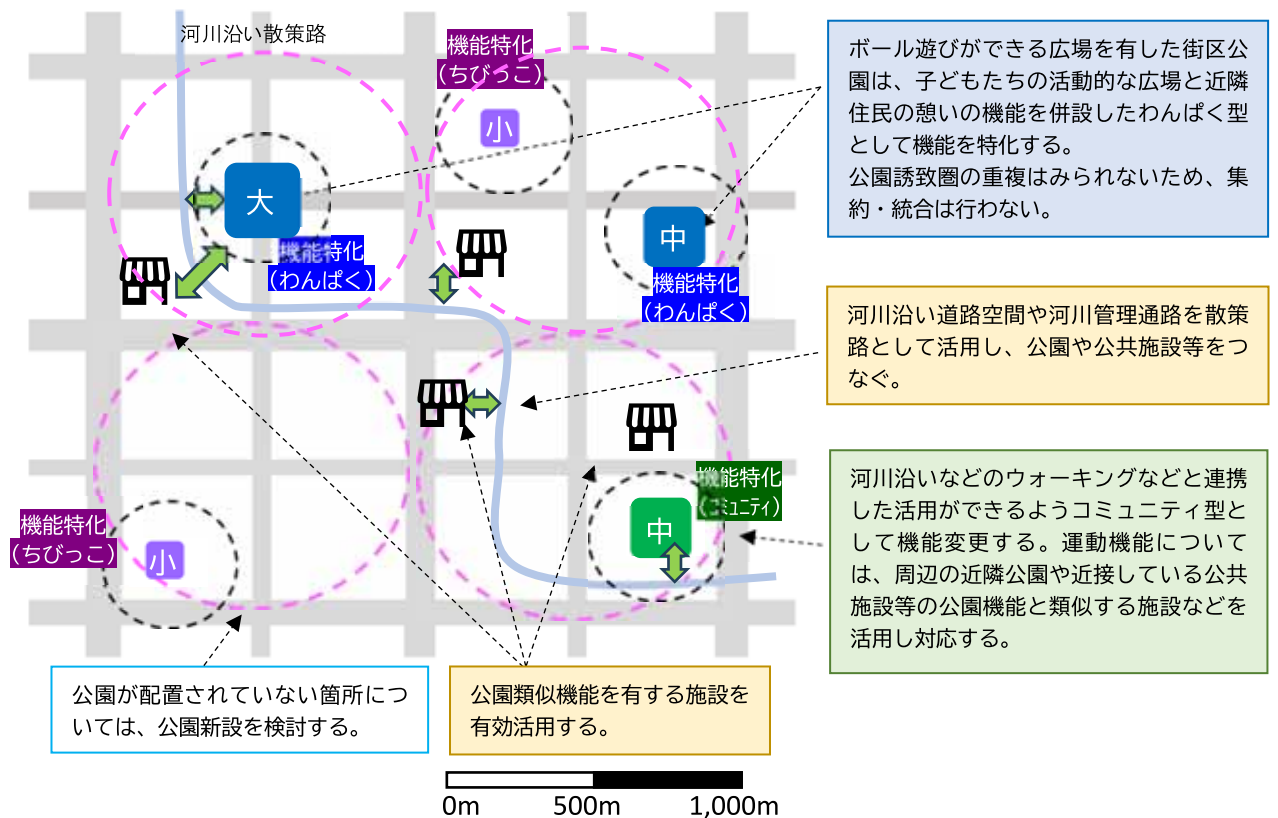 河川沿い散策路
機能特化
（ちびっこ）
小
大
機能特化
（わんぱく）
中
機能特化
（わんぱく）
機能特化
（コミュニティ）
中
機能特化
（ちびっこ）
小
ボール遊びができる広場を有した街区公
園は、子どもたちの活動的な広場と近隣
住民の憩いの機能を併設したわんぱく型
として機能を特化する。
公園誘致圏の重複はみられないため、集
約・統合は行わない。
河川沿い道路空間や河川管理通路を散策
路として活用し、公園や公共施設等をつ
なぐ。
河川沿いなどのウォーキングなどと連携
した活用ができるようコミュニティ型と
して機能変更する。運動機能について
は、周辺の近隣公園や近接している公共
施設等の公園機能と類似する施設などを
活用し対応する。
公園が配置されていない箇所につ
いては、公園新設を検討する。
公園類似機能を有する施設を
有効活用する。
0m 500m 1,000m